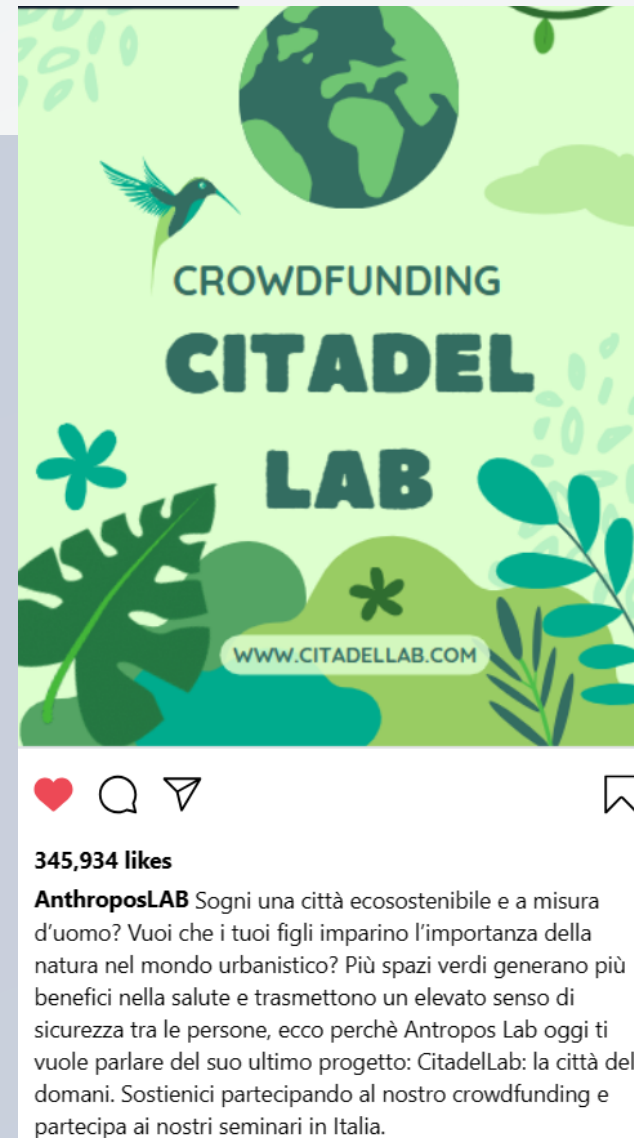 CROWDFUNDING
CITADEL
LAB
WWW.CITADELLAB.COM
345,934 likes
AnthroposLAB Sogni una città ecosostenibile e a misura
d'uomo? Vuoi che i tuoi figli imparino l'importanza della
natura nel mondo urbanistico? Più spazi verdi generano più
benefici nella salute e trasmettono un elevato senso di
sicurezza tra le persone, ecco perchè Antropos Lab oggi ti
vuole parlare del suo ultimo progetto: CitadelLab: la città del
domani. Sostienici partecipando al nostro crowdfunding e
partecipa ai nostri seminari in Italia.